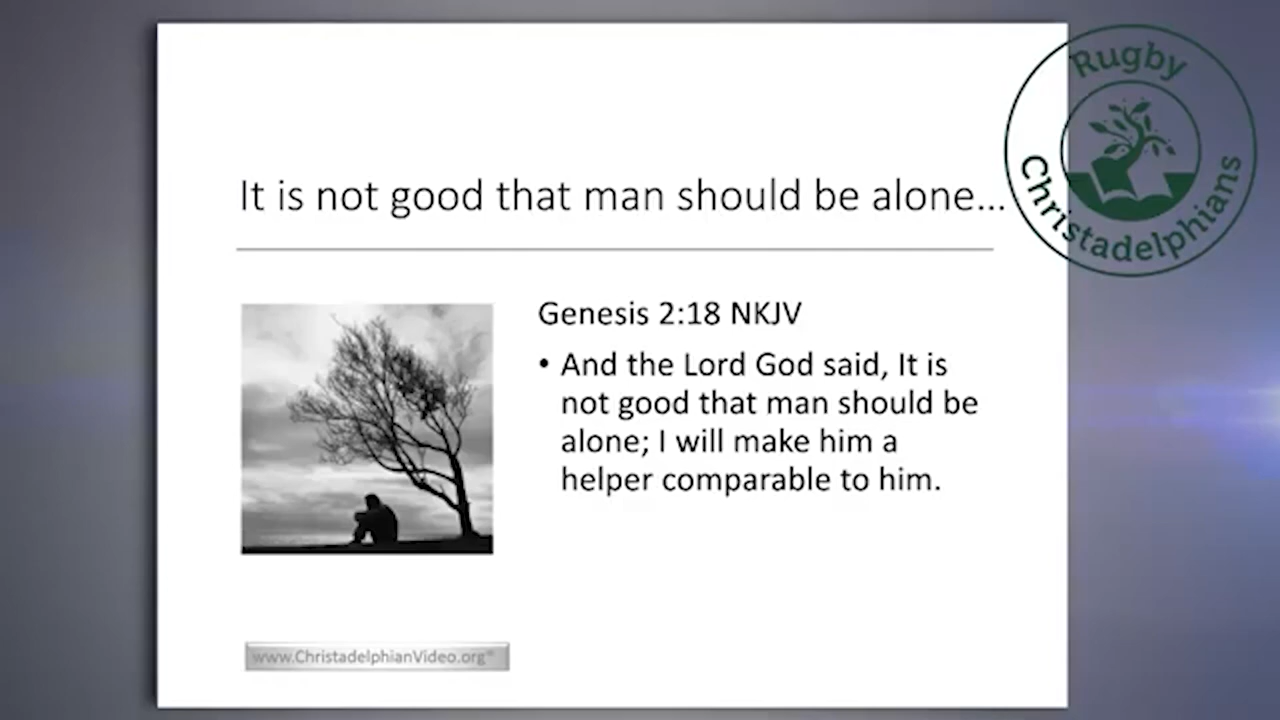 Rugby
Christadelphians
It is not good that man should be alone...
Genesis 2:18 NKJV
• And the Lord God said, It is
not good that man should be
alone; I will make him a
helper comparable to him.
www.ChristadelphianVideo.org®